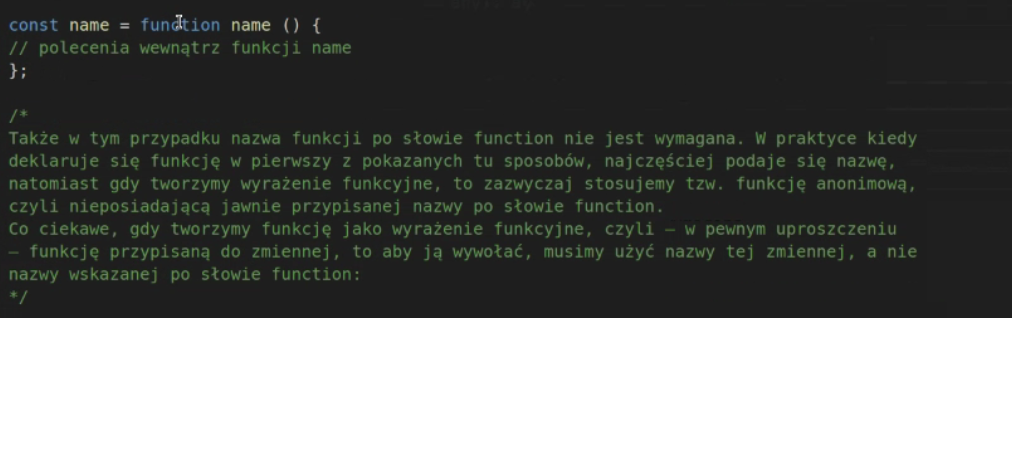 const name = function name () {
// polecenia wewnątrz funkcji name
};
/*
Także w tym przypadku nazwa funkcji po słowie function nie jest wymagana. W praktyce kiedy
deklaruje się funkcję w pierwszy z pokazanych tu sposobów, najczęściej podaje się nazwę,
natomiast gdy tworzymy wyrażenie funkcyjne, to zazwyczaj stosujemy tzw. funkcję anonimową,
czyli nieposiadającą jawnie przypisanej nazwy po słowie function.
Co ciekawe, gdy tworzymy funkcję jako wyrażenie funkcyjne, czyli – w pewnym uproszczeniu
– funkcję przypisaną do zmiennej, to aby ją wywołać, musimy użyć nazwy tej zmiennej, a nie
nazwy wskazanej po słowie function:
*/